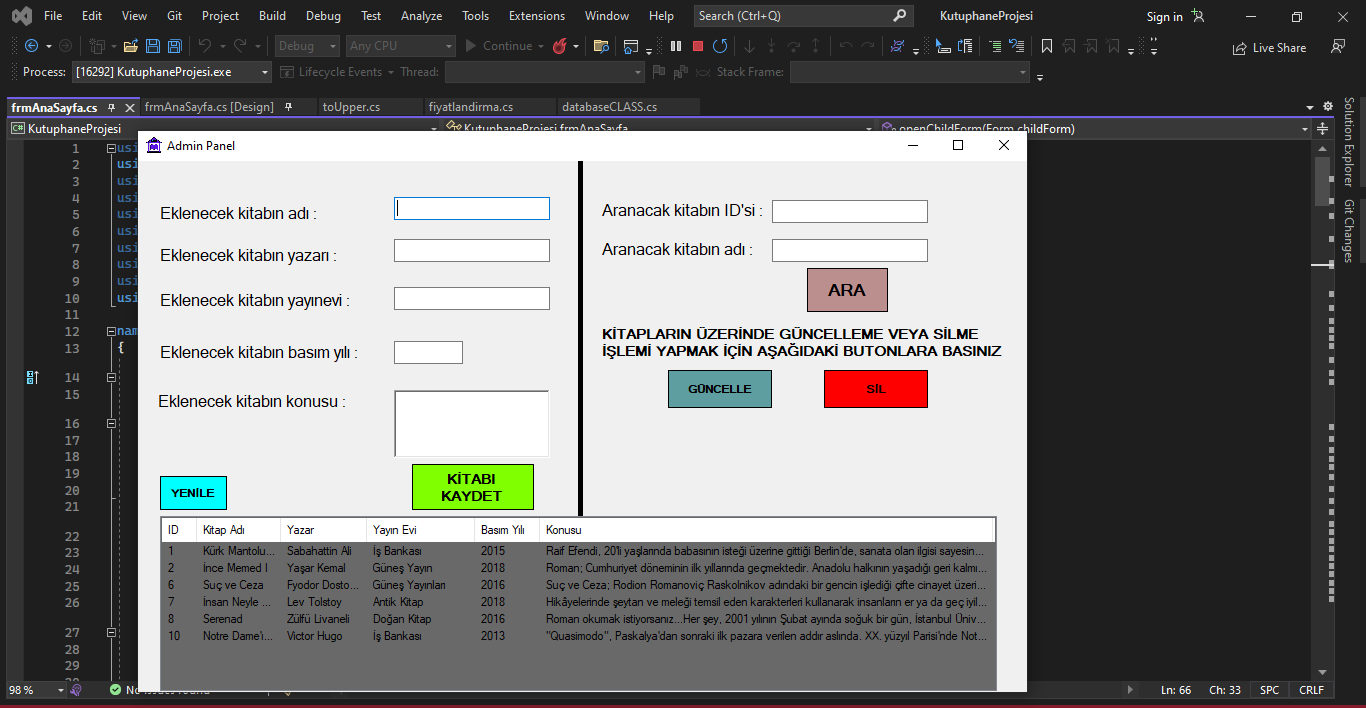 File Edit View Git Project Build Debug Test Analyze Tools Extensions Window Help Search (Ctrl+Q) KutuphaneProjesi Sign in
Debug Any CPU Continue Live Share
Process: [16292] KutuphaneProjesi.exe Lifecycle Events Thread: Stack Frame:
frmAnaSayfa.cs frmAnaSayfa.cs [Design] toUpper.cs fiyatlandirma.cs databaseCLASS.cs
KutuphaneProjesi KutuphaneProjesi.frmAnaSayfa openChildForm(Form childForm)
Solution Explorer
Git Changes
1 usi
2 usi
3 usi
4 usi
5 usi
6 usi
7 usi
8 usi
9 usi
10 usi
11
12 nam
13 {
14
15
16
17
18
19
20
21
22
23
24
25
26
27
28
29
Admin Panel
Eklenecek kitabın adı :
Eklenecek kitabın yazarı :
Eklenecek kitabın yayınevi :
Eklenecek kitabın basım yılı :
Eklenecek kitabın konusu :
YENİLE
KİTABI
KAYDET
Aranacak kitabın ID'si :
Aranacak kitabın adı :
ARA
KİTAPLARIN ÜZERİNDE GÜNCELLEME VEYA SİLME
İŞLEMİ YAPMAK İÇİN AŞAĞIDAKİ BUTONLARA BASINIZ
GÜNCELLE SİL
ID Kitap Adı Yazar Yayın Evi Basım Yılı Konusu
1 Kürk Mantolu... Sabahattin Ali İş Bankası 2015 Raif Efendi, 20'li yaşlarında babasının isteği üzerine gittiği Berlin'de, sanata olan ilgisi sayesin...
2 İnce Memed I Yaşar Kemal Güneş Yayın 2018 Roman; Cumhuriyet döneminin ilk yıllarında geçmektedir. Anadolu halkının yaşadığı geri kalmı...
6 Suç ve Ceza Fyodor Dosto... Güneş Yayınları 2016 Suç ve Ceza; Rodion Romanoviç Raskolnikov adındaki bir gencin işlediği çifte cinayet üzeri...
7 İnsan Neyle ... Lev Tolstoy Antik Kitap 2018 Hikâyelerinde şeytan ve meleği temsil eden karakterleri kullanarak insanların er ya da geç iyil...
8 Serenad Zülfü Livaneli Doğan Kitap 2016 Roman okumak istiyorsanız...Her şey, 2001 yılının Şubat ayında soğuk bir gün, İstanbul Üniv...
10 Notre Dame'ı... Victor Hugo İş Bankası 2013 "Quasimodo", Paskalya'dan sonraki ilk pazara verilen addır aslında. XX. yüzyıl Parisi'nde Not...
98 % No issues found Ln: 66 Ch: 33 SPC CRLF